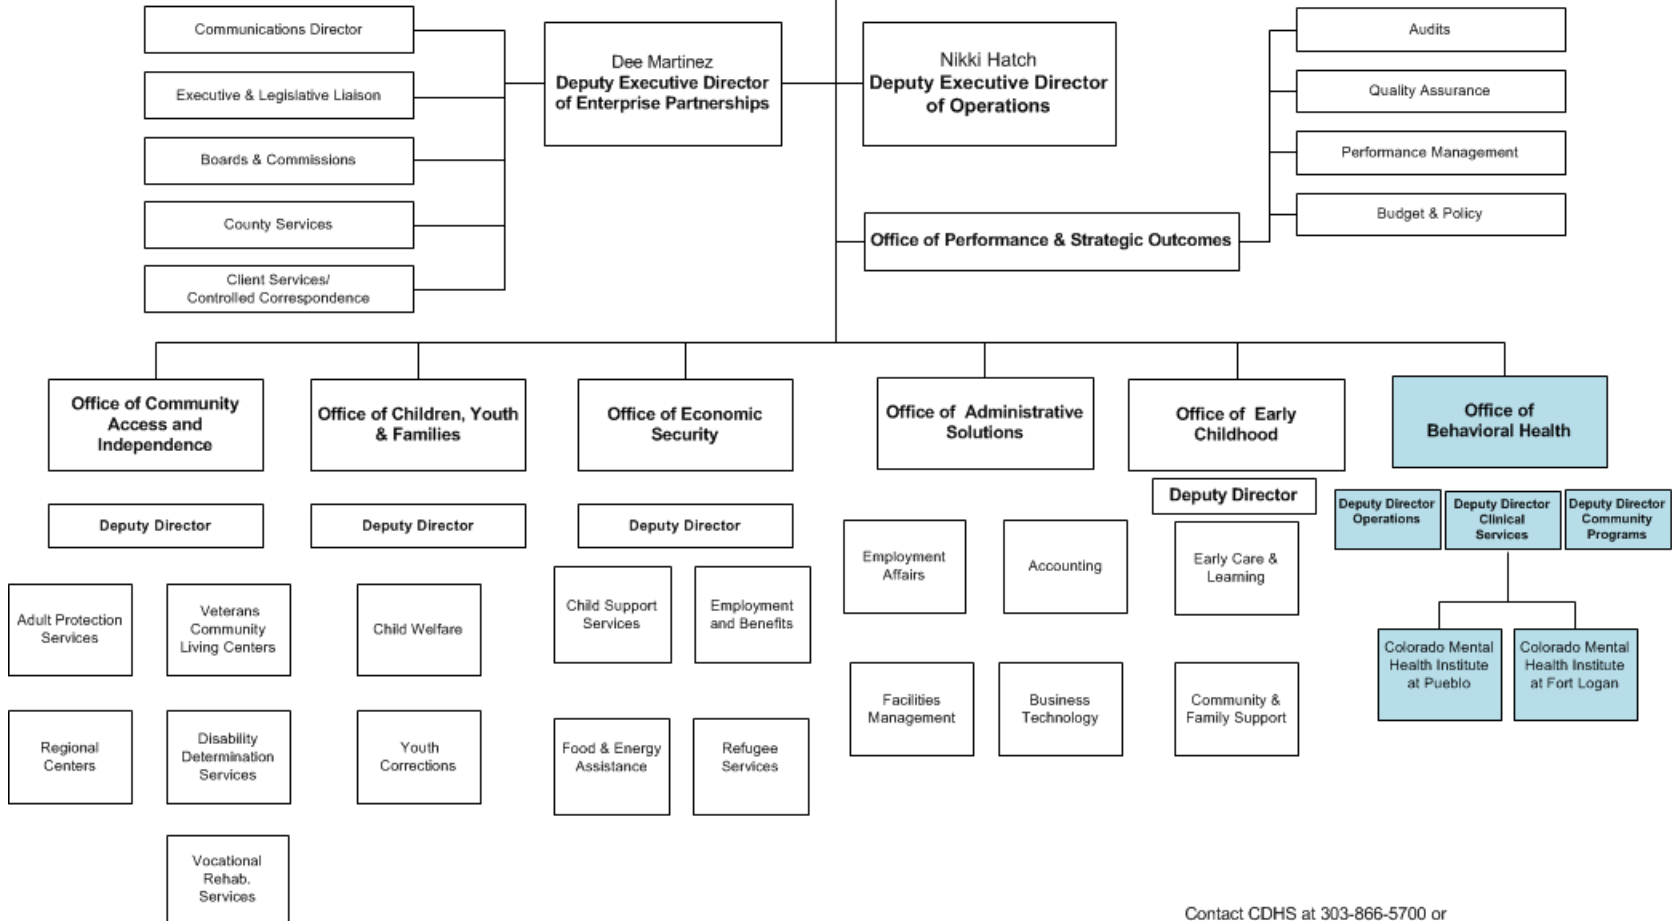 Communications Director
Executive & Legislative Liaison
Boards & Commissions
County Services
Client Services/
Controlled Correspondence
Dee Martinez
Deputy Executive Director
of Enterprise Partnerships
Nikki Hatch
Deputy Executive Director
of Operations
Office of Performance & Strategic Outcomes
Audits
Quality Assurance
Performance Management
Budget & Policy
Office of Community
Access and
Independence
Deputy Director
Adult Protection
Services
Veterans
Community
Living Centers
Regional
Centers
Disability
Determination
Services
Vocational
Rehab.
Services
Office of Children, Youth
& Families
Deputy Director
Child Welfare
Youth
Corrections
Office of Economic
Security
Deputy Director
Child Support
Services
Employment
and Benefits
Food & Energy
Assistance
Refugee
Services
Office of Administrative
Solutions
Employment
Affairs
Accounting
Facilities
Management
Business
Technology
Office of Early
Childhood
Deputy Director
Early Care &
Learning
Community &
Family Support
Office of
Behavioral Health
Deputy Director
Operations
Deputy Director
Clinical
Services
Deputy Director
Community
Programs
Colorado Mental
Health Institute
at Pueblo
Colorado Mental
Health Institute
at Fort Logan
Contact CDHS at 303-866-5700 or